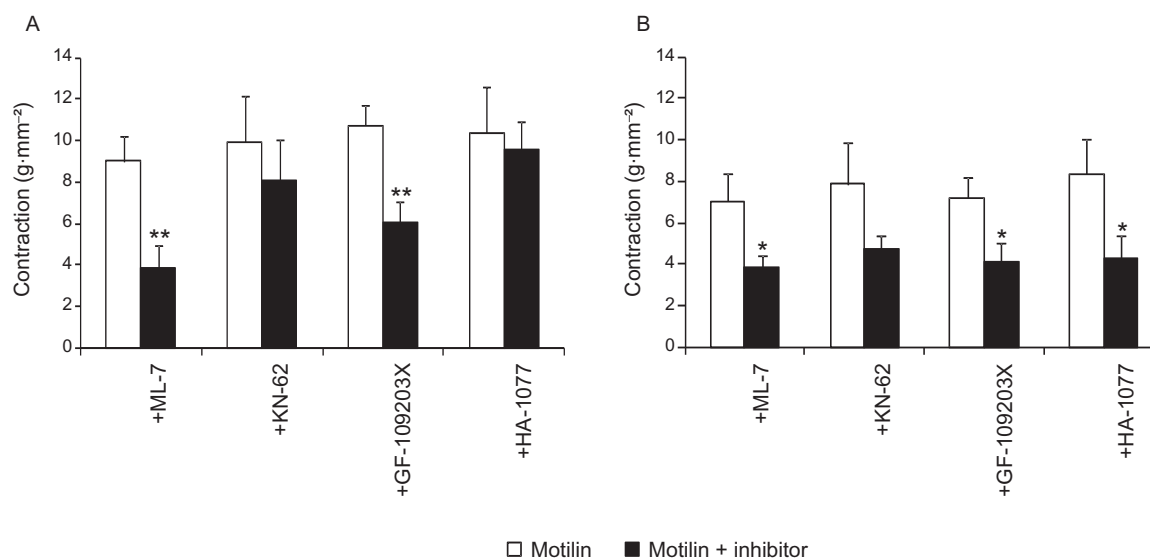 A
Contraction (g·mm⁻²)
14
12
10
8
6
4
2
0
**
**
+ML-7
+KN-62
+GF-109203X
+HA-1077
B
Contraction (g·mm⁻²)
14
12
10
8
6
4
2
0
*
*
*
+ML-7
+KN-62
+GF-109203X
+HA-1077
Motilin
Motilin + inhibitor